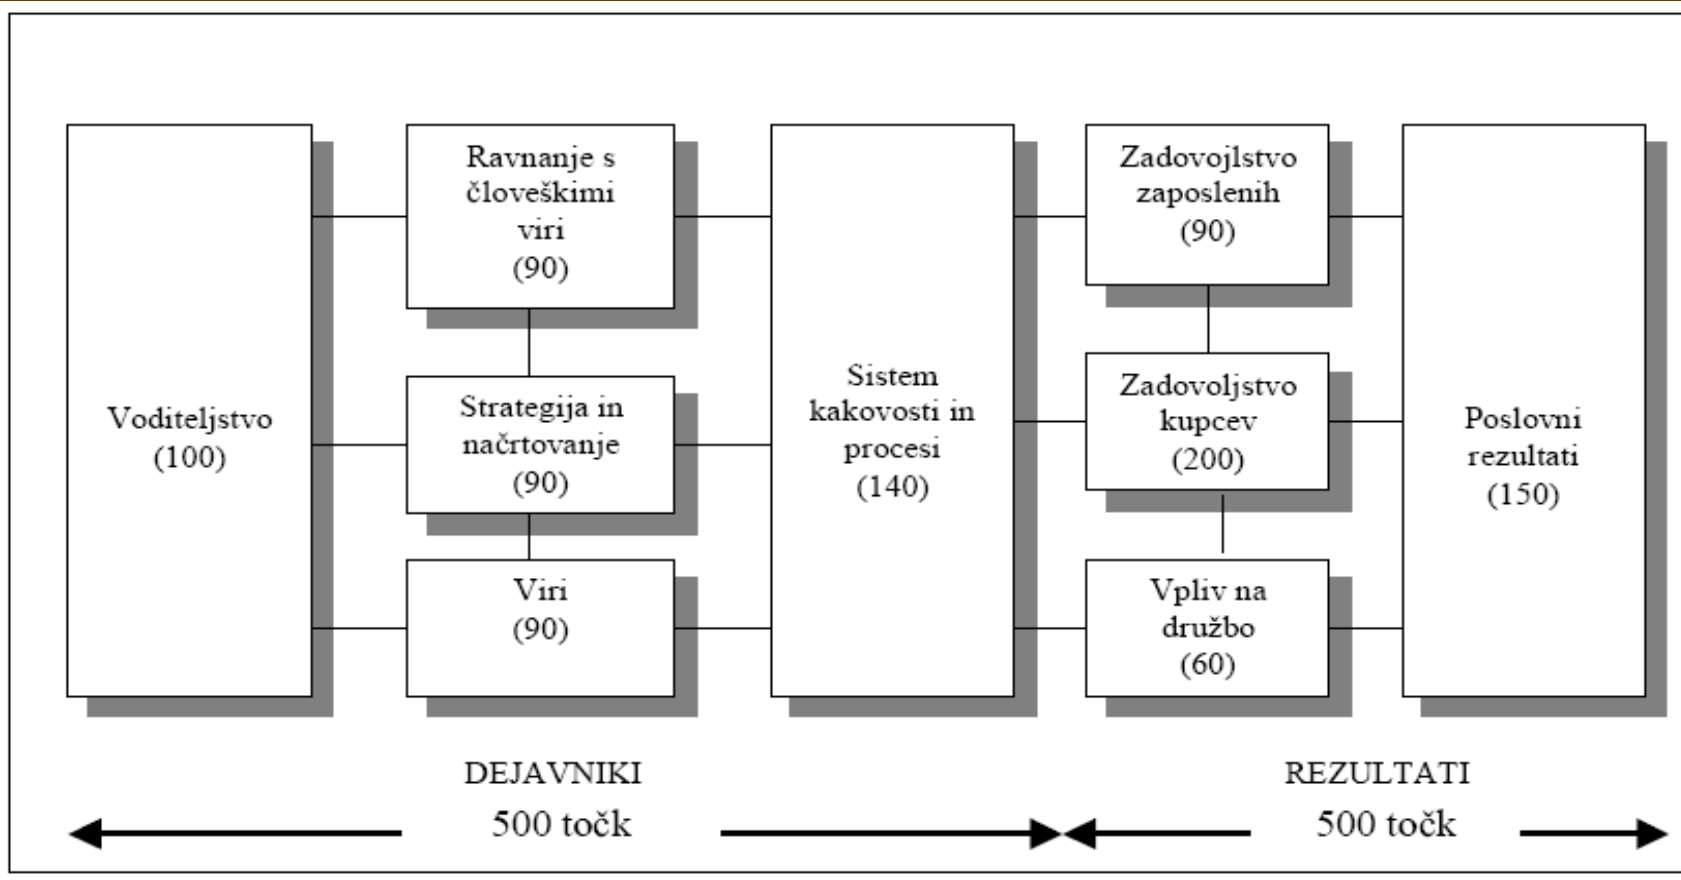 Voditeljstvo
(100)
Ravnanje s
človeškimi
viri
(90)
Strategija in
načrtovanje
(90)
Viri
(90)
Sistem
kakovosti in
procesi
(140)
Zadovojlstvo
zaposlenih
(90)
Zadovoljstvo
kupcev
(200)
Vpliv na
družbo
(60)
Poslovni
rezultati
(150)
DEJAVNIKI
500 točk
REZULTATI
500 točk